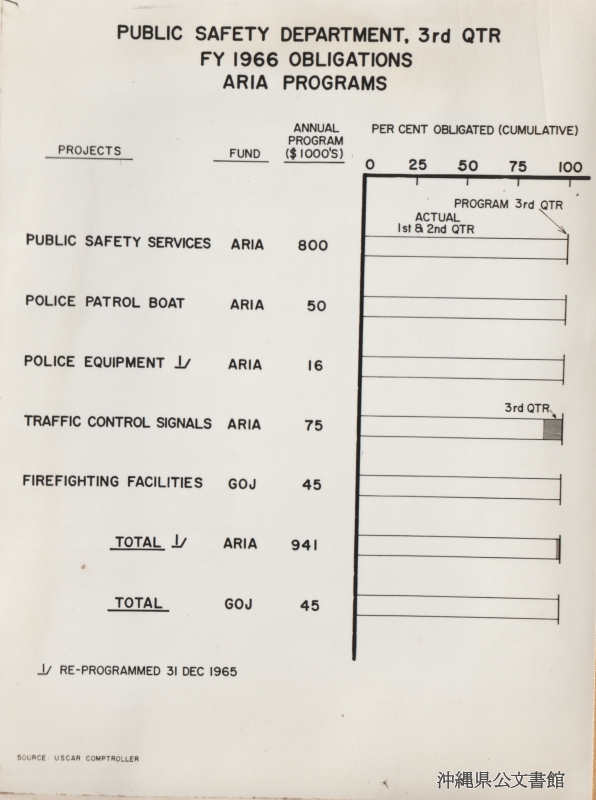 PUBLIC SAFETY DEPARTMENT, 3rd QTR
FY 1966 OBLIGATIONS
ARIA PROGRAMS
PROJECTS FUND ANNUAL PROGRAM ($1000'S) PER CENT OBLIGATED (CUMULATIVE)
0 25 50 75 100
PROGRAM 3rd QTR
ACTUAL
1st & 2nd QTR
PUBLIC SAFETY SERVICES ARIA 800
POLICE PATROL BOAT ARIA 50
POLICE EQUIPMENT 1/ ARIA 16
3rd QTR
TRAFFIC CONTROL SIGNALS ARIA 75
FIREFIGHTING FACILITIES GOJ 45
TOTAL 1/ ARIA 941
TOTAL GOJ 45
1/ RE-PROGRAMMED 31 DEC 1965
SOURCE: USCAR COMPTROLLER
沖縄県公文書館